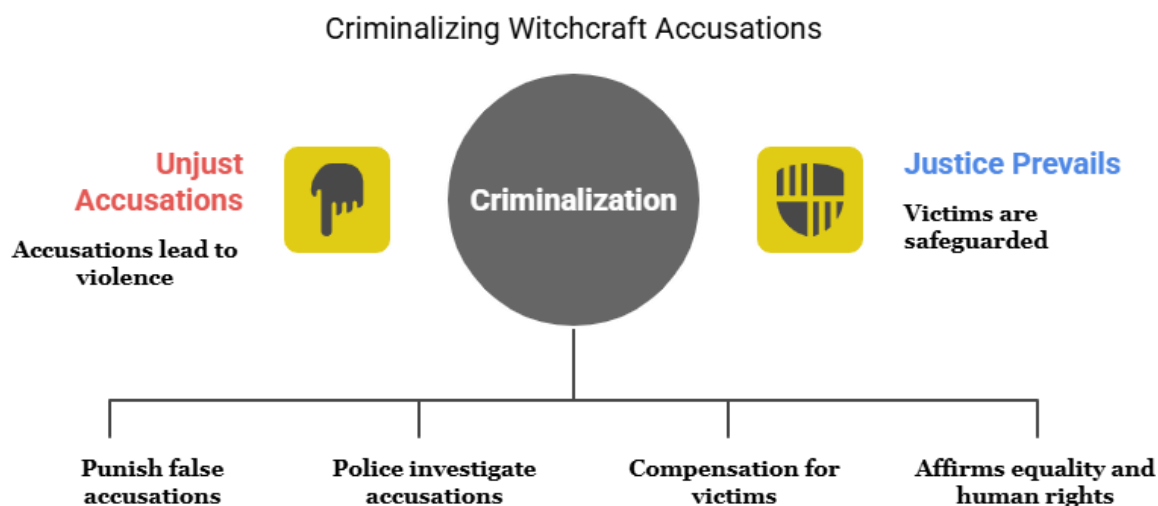 Criminalizing Witchcraft Accusations
Unjust
Accusations
Accusations lead to
violence
Criminalization
Justice Prevails
Victims are
safeguarded
Punish false
accusations
Police investigate
accusations
Compensation for
victims
Affirms equality and
human rights